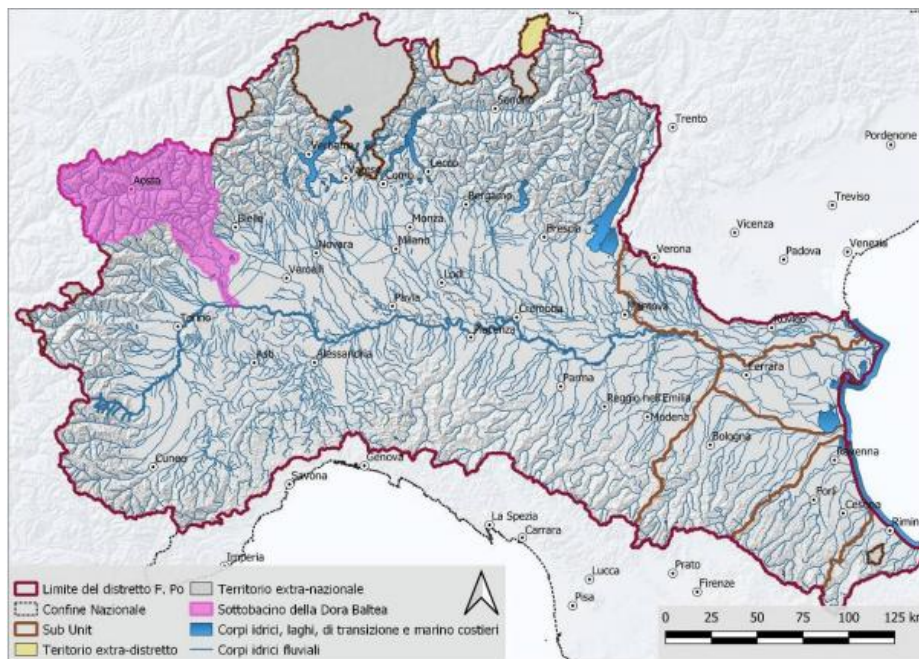 Trento
Pordenone
Sondrio
Verbania
Lecco
Varese
Como
Aosta
Bergamo
Treviso
Biella
Monza
Brescia
Vicenza
Novara
Milano
Verona
Padova
Venezia
Vercelli
Lodi
Pavia
Cremona
Mantova
Torino
Piacenza
Rovigo
Asti
Alessandria
Ferrara
Parma
Reggio nell'Emilia
Modena
Bologna
Cuneo
Genova
Ravenna
Savona
Forlì
Cesena
La Spezia
Rimin
Carrara
Imperia
Lucca
Prato
Firenze
Pisa
Limite del distretto F. Po
Territorio extra-nazionale
Confine Nazionale
Sottobacino della Dora Baltea
Sub Unit
Corpi idrici, laghi, di transizione e marino costieri
Territorio extra-distretto
Corpi idrici fluviali
0 25 50 75 100 125 km